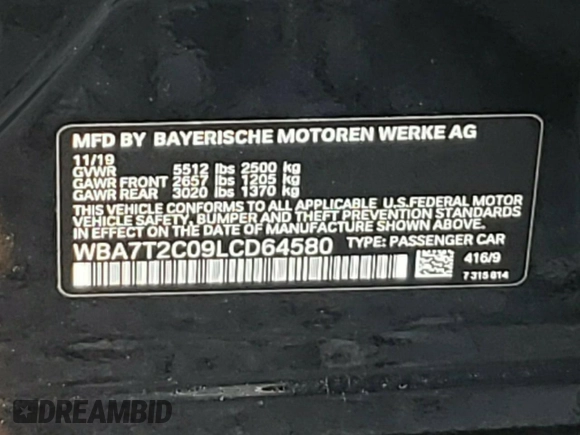 MFD BY BAYERISCHE MOTOREN WERKE AG
11/19
GVWR 5512 lbs 2500 kg
GAWR FRONT 2657 lbs 1205 kg
GAWR REAR 3020 lbs 1370 kg
THIS VEHICLE CONFORMS TO ALL APPLICABLE U.S.FEDERAL MOTOR
VEHICLE SAFETY, BUMPER AND THEFT PREVENTION STANDARDS
IN EFFECT ON THE DATE OF MANUFACTURE SHOWN ABOVE.
WBA7T2C09LCD64580 TYPE: PASSENGER CAR
416/9
7 315 814
DREAMBID